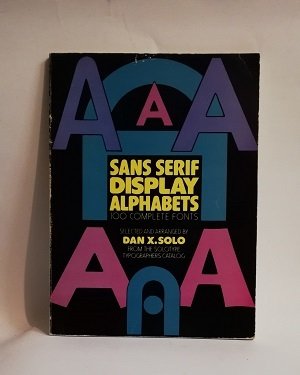 A A A
SANS SERIF
DISPLAY
ALPHABETS
100 COMPLETE FONTS
SELECTED AND ARRANGED BY
DAN X. SOLO
FROM THE SOLOTYPE
TYPOGRAPHERS CATALOG
A A A